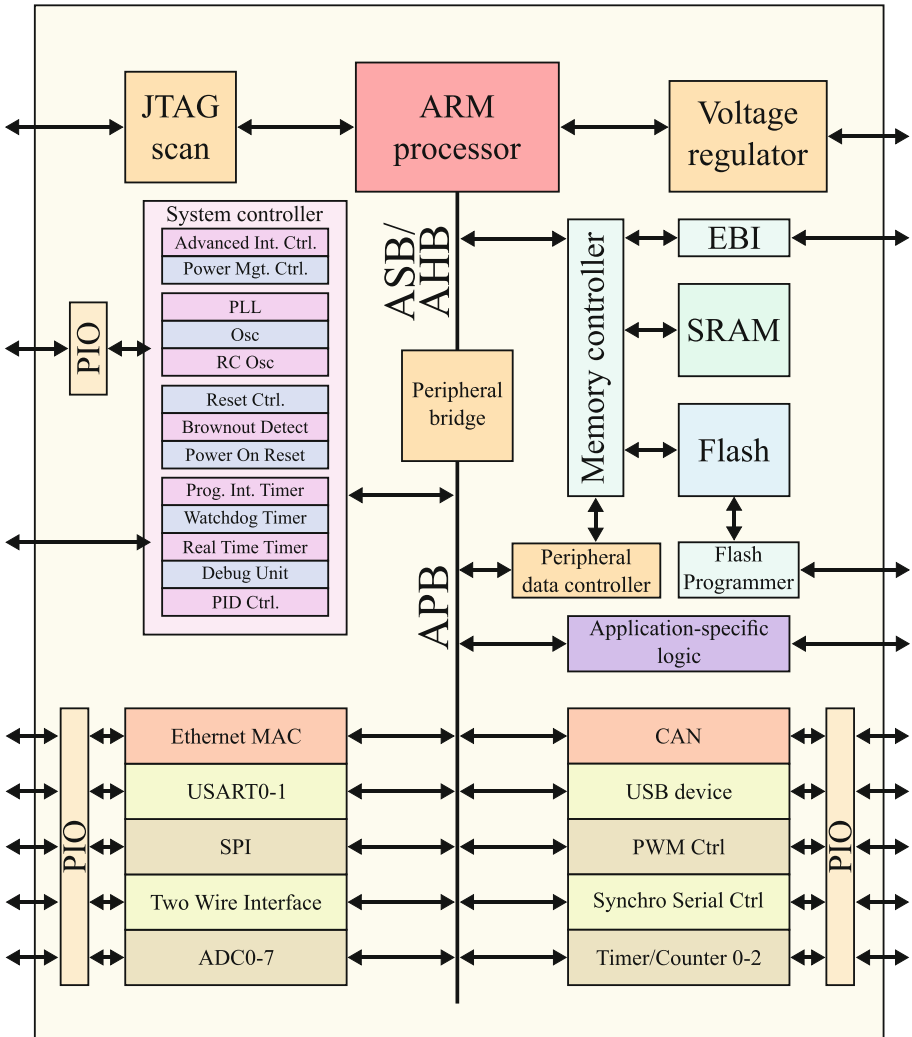 JTAG
scan
ARM
processor
Voltage
regulator
System controller
Advanced Int. Ctrl.
Power Mgt. Ctrl.
PLL
Osc
RC Osc
Reset Ctrl.
Brownout Detect
Power On Reset
Prog. Int. Timer
Watchdog Timer
Real Time Timer
Debug Unit
PID Ctrl.
PIO
ASB/
AHB
Peripheral
bridge
APB
Memory controller
EBI
SRAM
Flash
Peripheral
data controller
Flash
Programmer
Application-specific
logic
PIO
Ethernet MAC
USART0-1
SPI
Two Wire Interface
ADC0-7
CAN
USB device
PWM Ctrl
Synchro Serial Ctrl
Timer/Counter 0-2
PIO